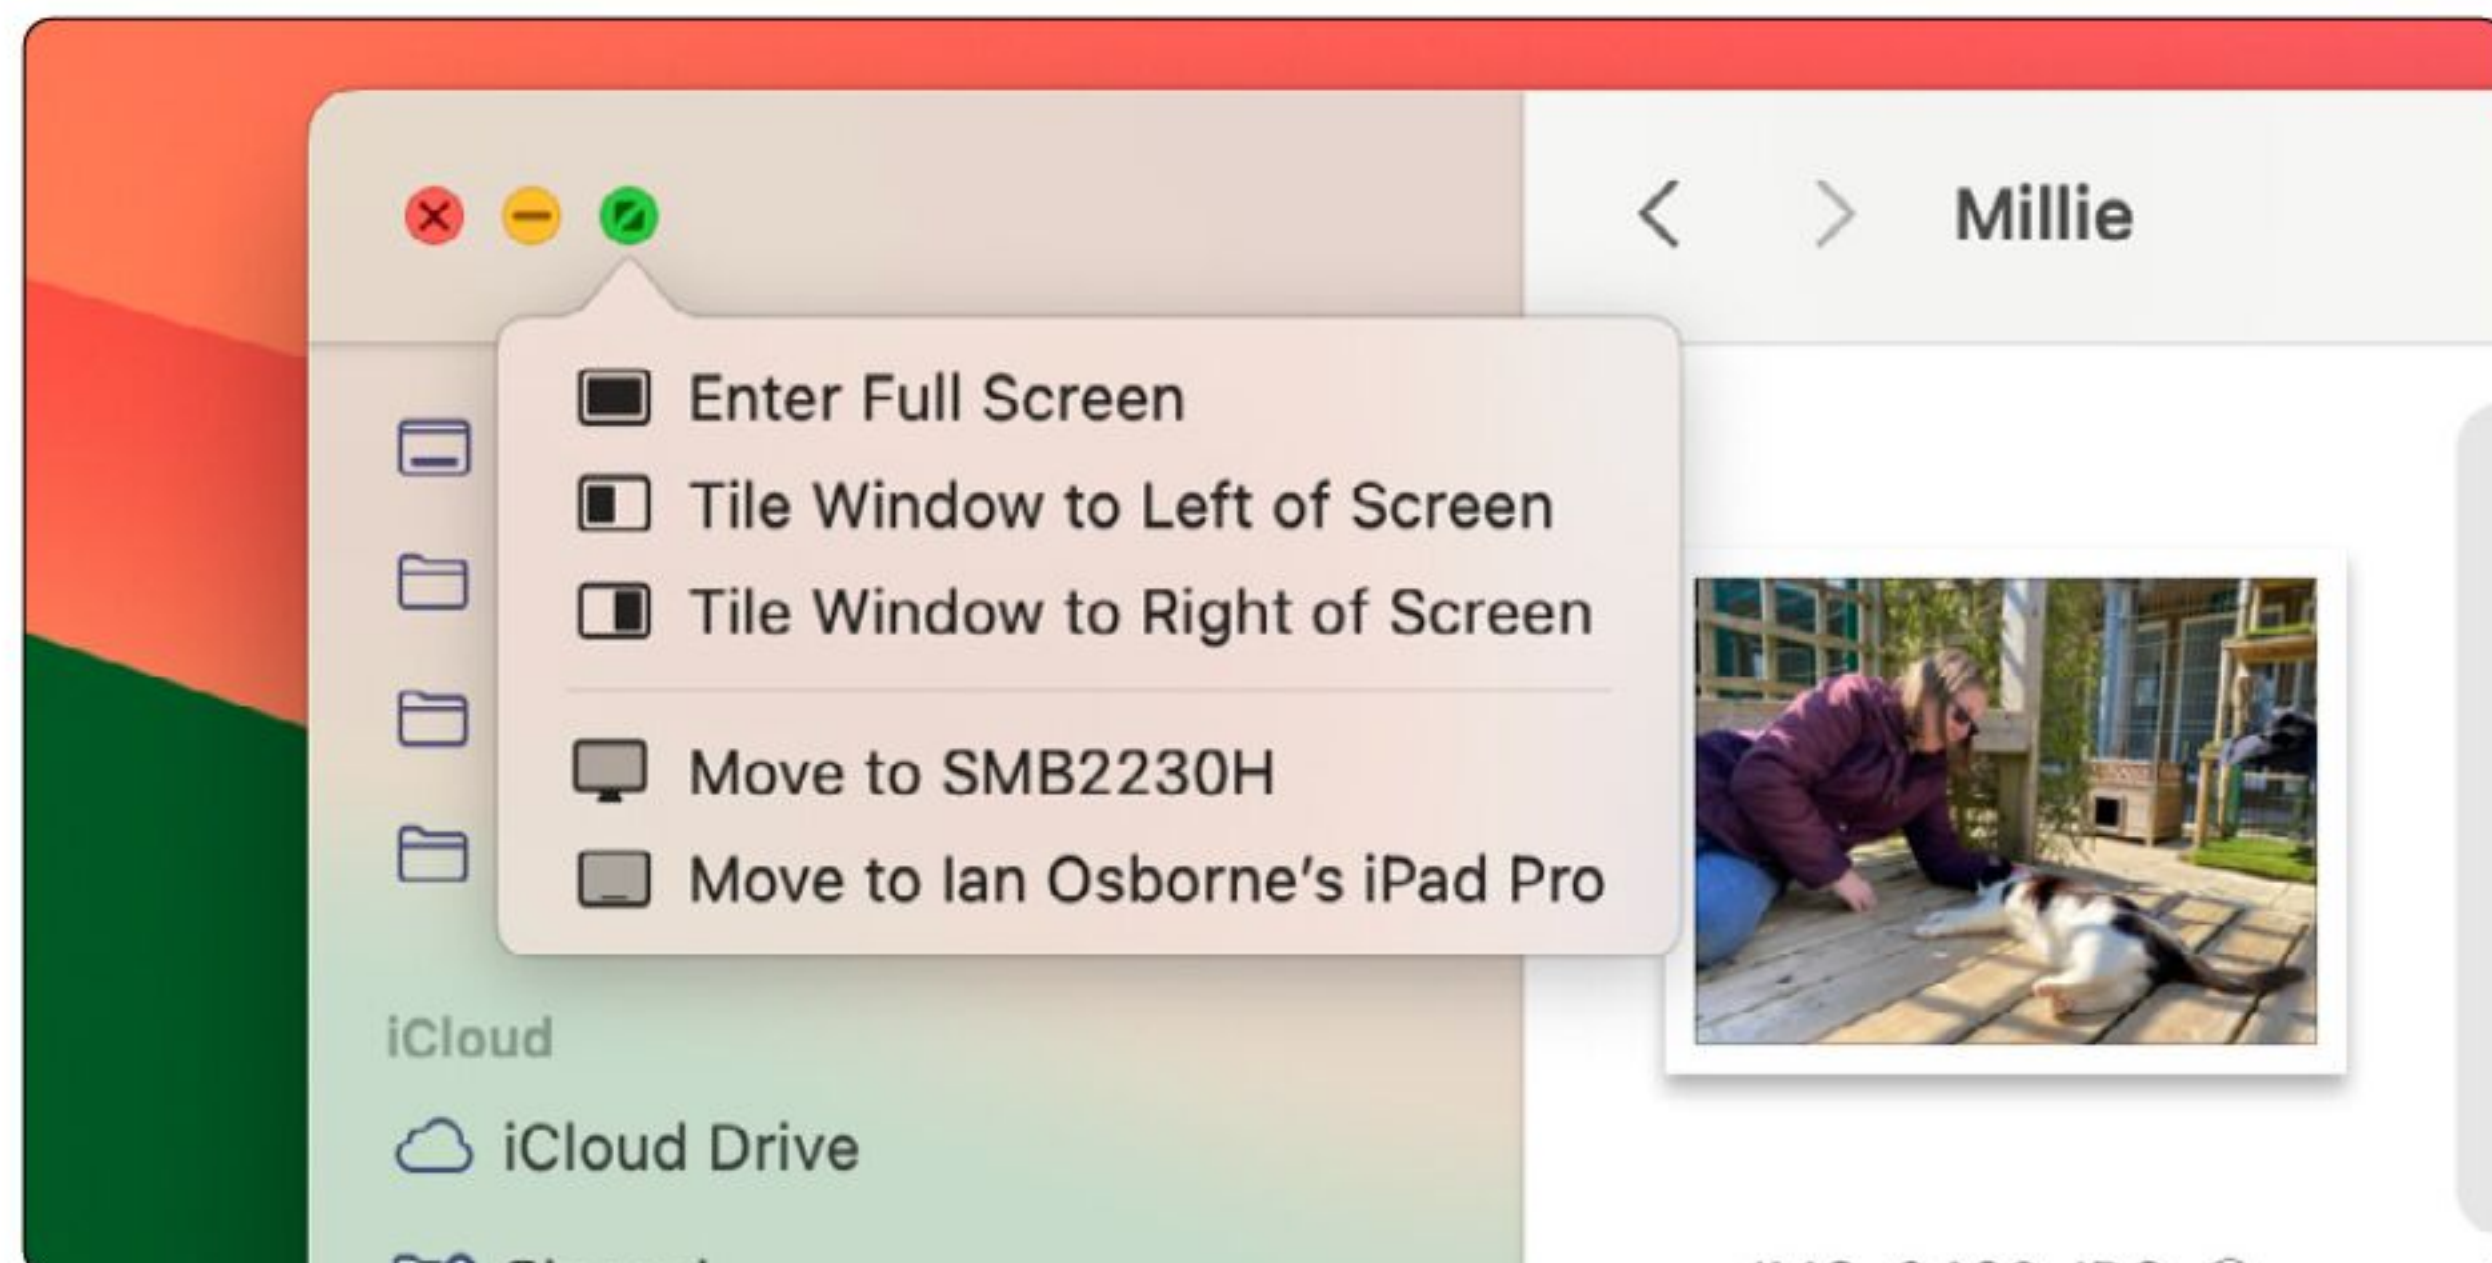 Millie
Enter Full Screen
Tile Window to Left of Screen
Tile Window to Right of Screen
Move to SMB2230H
Move to Ian Osborne’s iPad Pro
iCloud
iCloud Drive